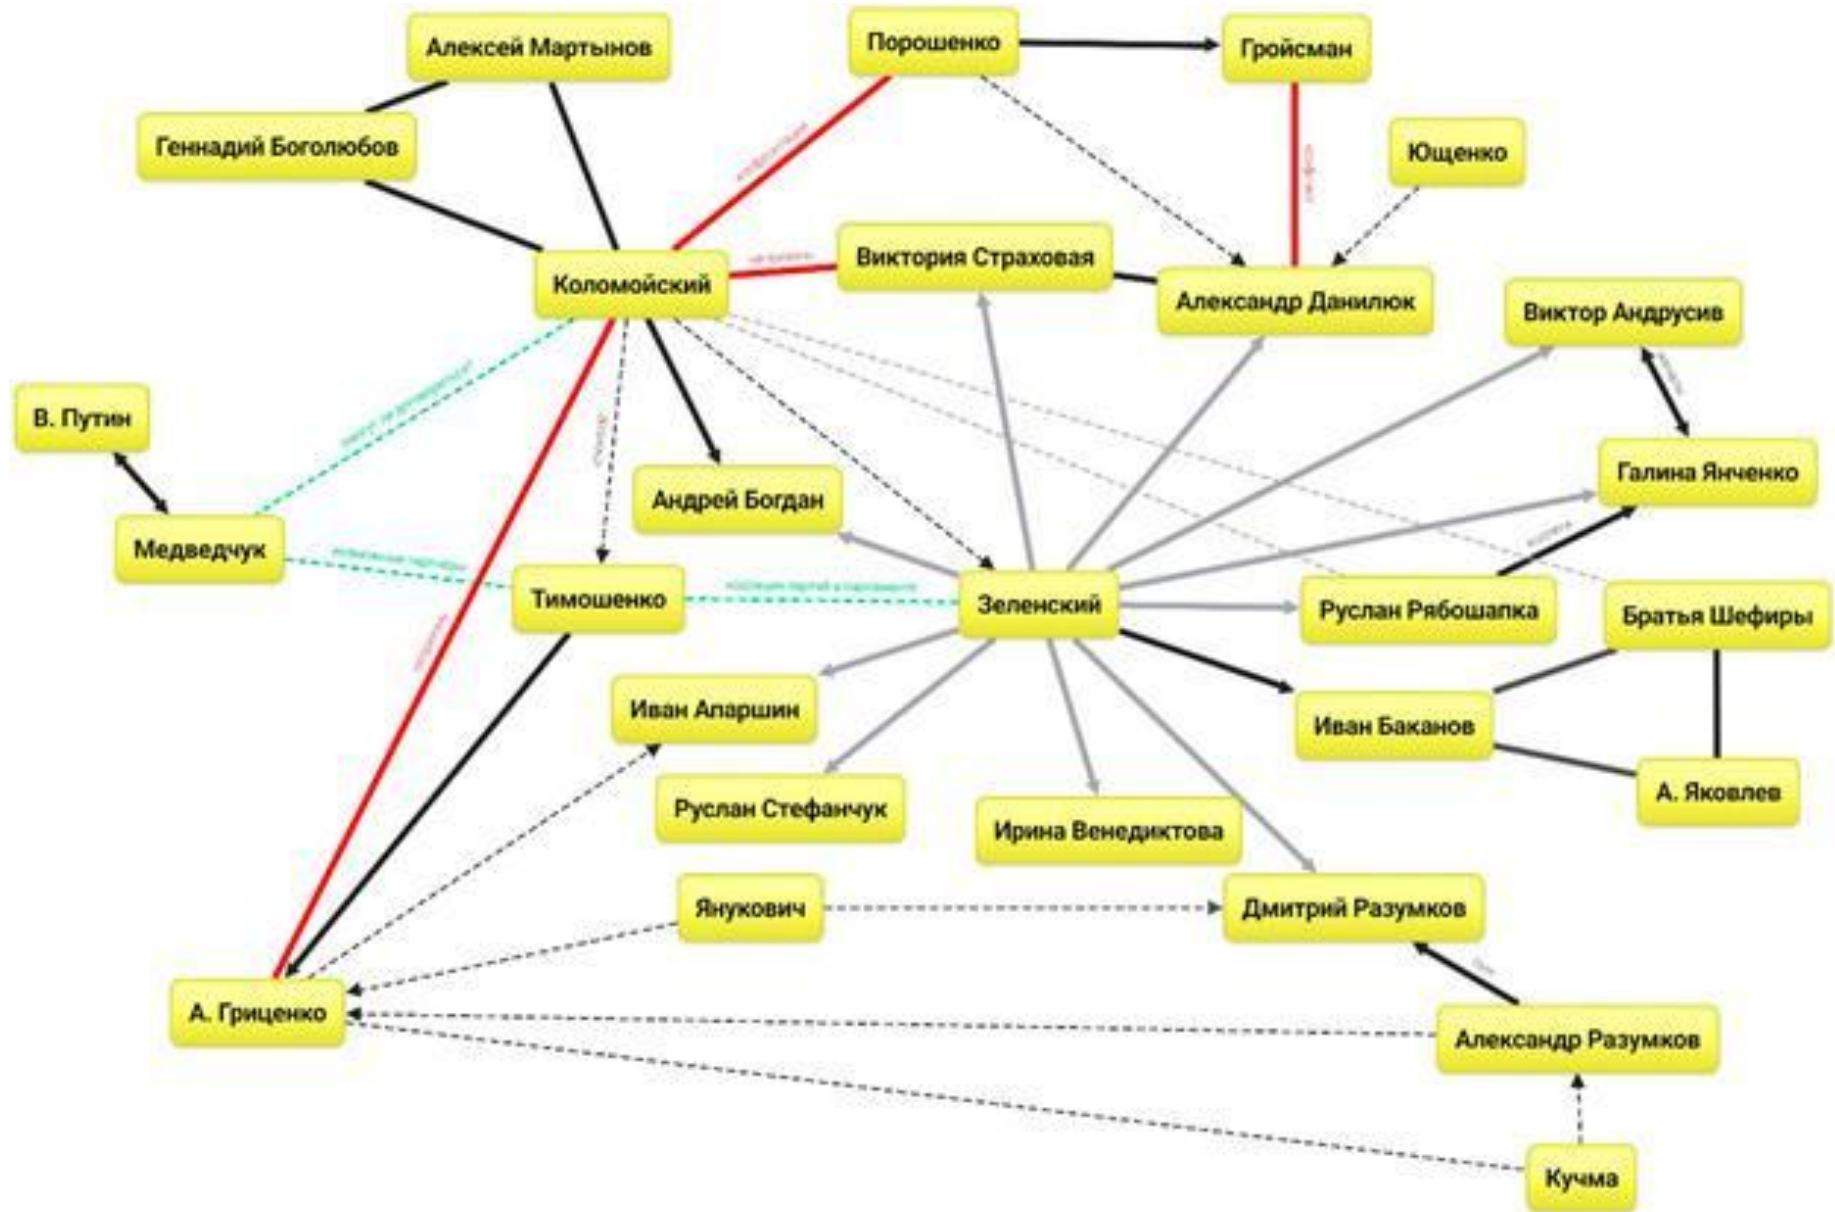 Алексей Мартынов
Порошенко
Гройсман
Геннадий Боголюбов
Ющенко
Виктория Страховая
Коломойский
Александр Данилюк
Виктор Андрусив
В. Путин
Галина Янченко
Андрей Богдан
Медведчук
Тимошенко
Зеленский
Руслан Рябошапка
Братья Шефиры
Иван Апаршин
Иван Баканов
Руслан Стефанчук
А. Яковлев
Ирина Венедиктова
Янукович
Дмитрий Разумков
А. Гриценко
Александр Разумков
Кучма